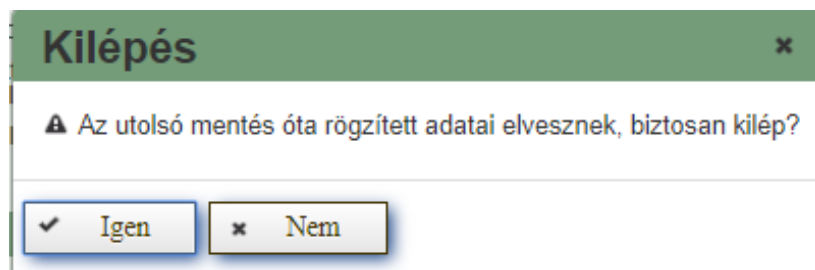 Kilépés
Az utolsó mentés óta rögzített adatai elvesznek, biztosan kilép?
Igen
Nem